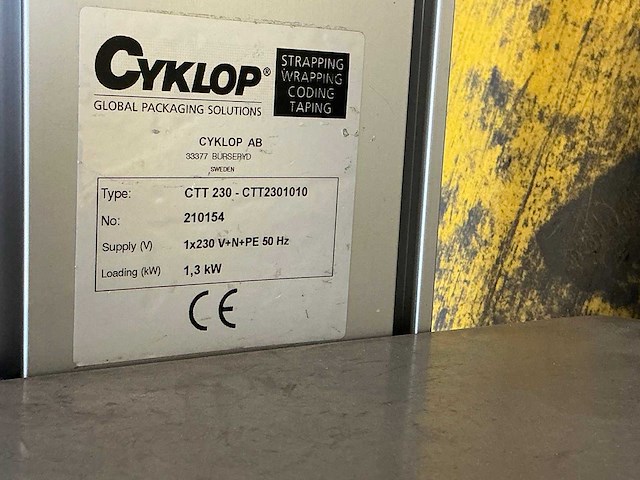 CYKLOP®
GLOBAL PACKAGING SOLUTIONS
STRAPPING
WRAPPING
CODING
TAPING
CYKLOP AB
33377 BURSERYD
SWEDEN
Type: CTT 230 - CTT2301010
No: 210154
Supply (V) 1x230 V+N+PE 50 Hz
Loading (kW) 1,3 kW
CE